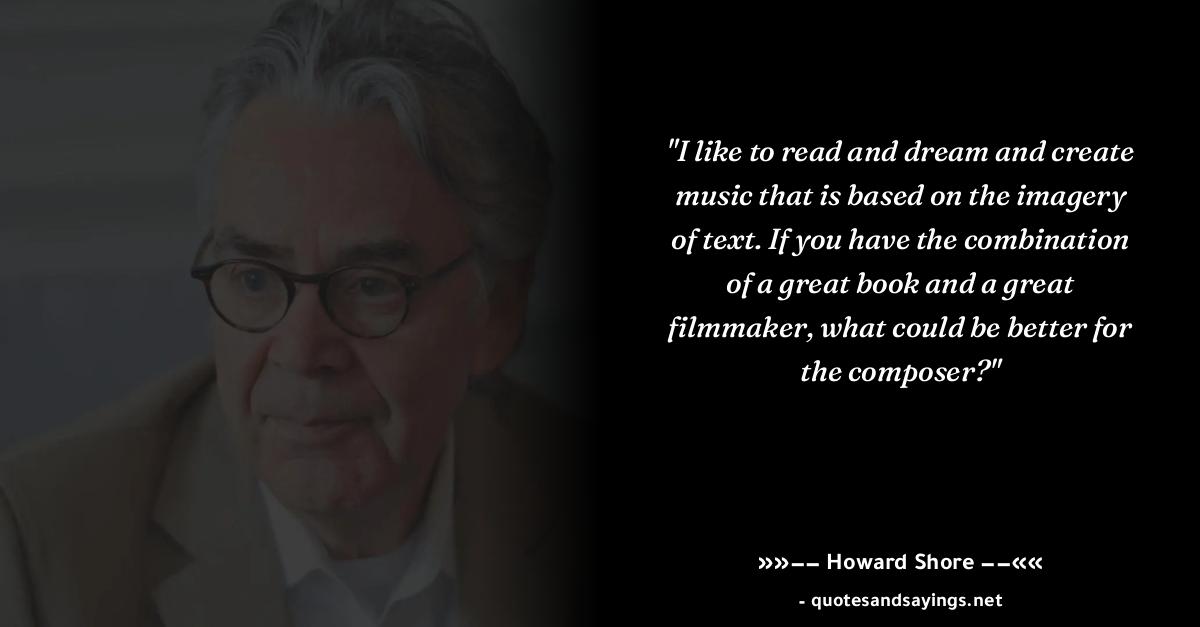 "I like to read and dream and create
music that is based on the imagery
of text. If you have the combination
of a great book and a great
filmmaker, what could be better for
the composer?"
»»−− Howard Shore −−««
- quotesandsayings.net